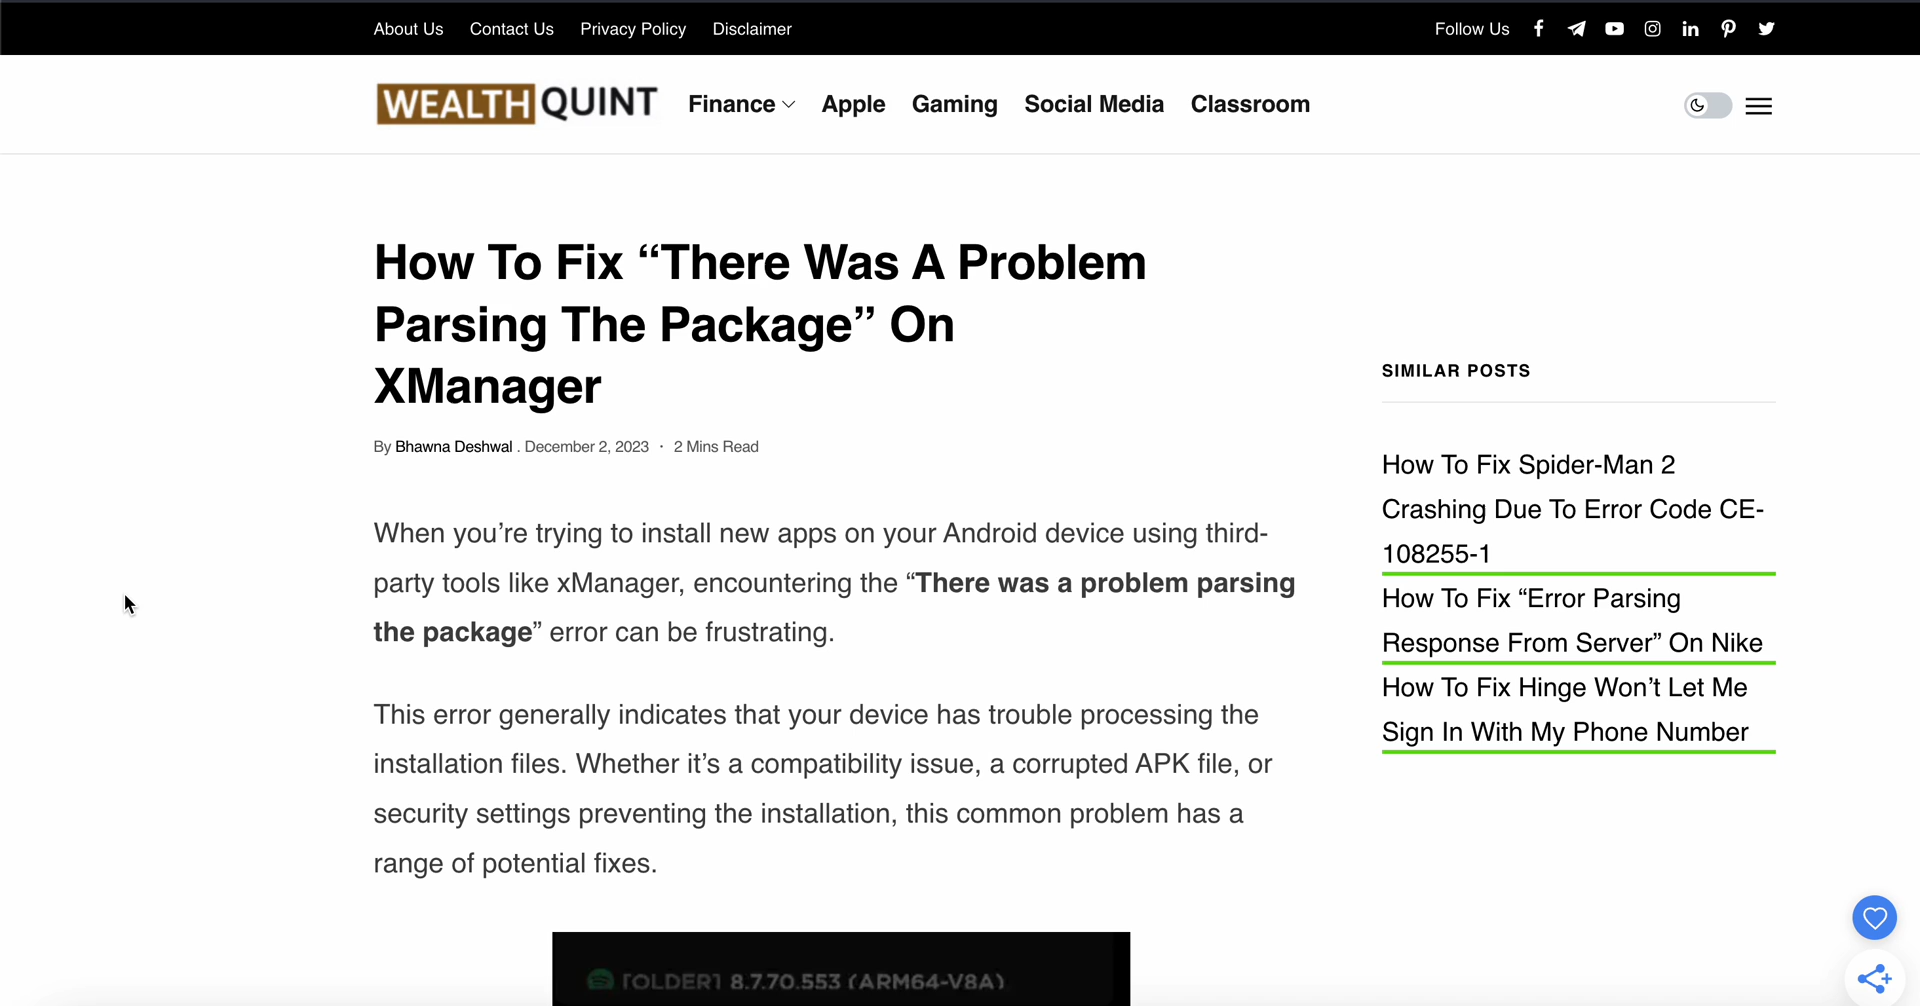 About Us Contact Us Privacy Policy Disclaimer Follow Us
WEALTH QUINT Finance Apple Gaming Social Media Classroom
How To Fix “There Was A Problem
Parsing The Package” On
XManager
By Bhawna Deshwal . December 2, 2023 · 2 Mins Read
When you’re trying to install new apps on your Android device using third-
party tools like xManager, encountering the “There was a problem parsing
the package” error can be frustrating.
This error generally indicates that your device has trouble processing the
installation files. Whether it’s a compatibility issue, a corrupted APK file, or
security settings preventing the installation, this common problem has a
range of potential fixes.
[OLDER] 8.7.70.553 (ARM64-V8A)
SIMILAR POSTS
How To Fix Spider-Man 2
Crashing Due To Error Code CE-
108255-1
How To Fix “Error Parsing
Response From Server” On Nike
How To Fix Hinge Won’t Let Me
Sign In With My Phone Number